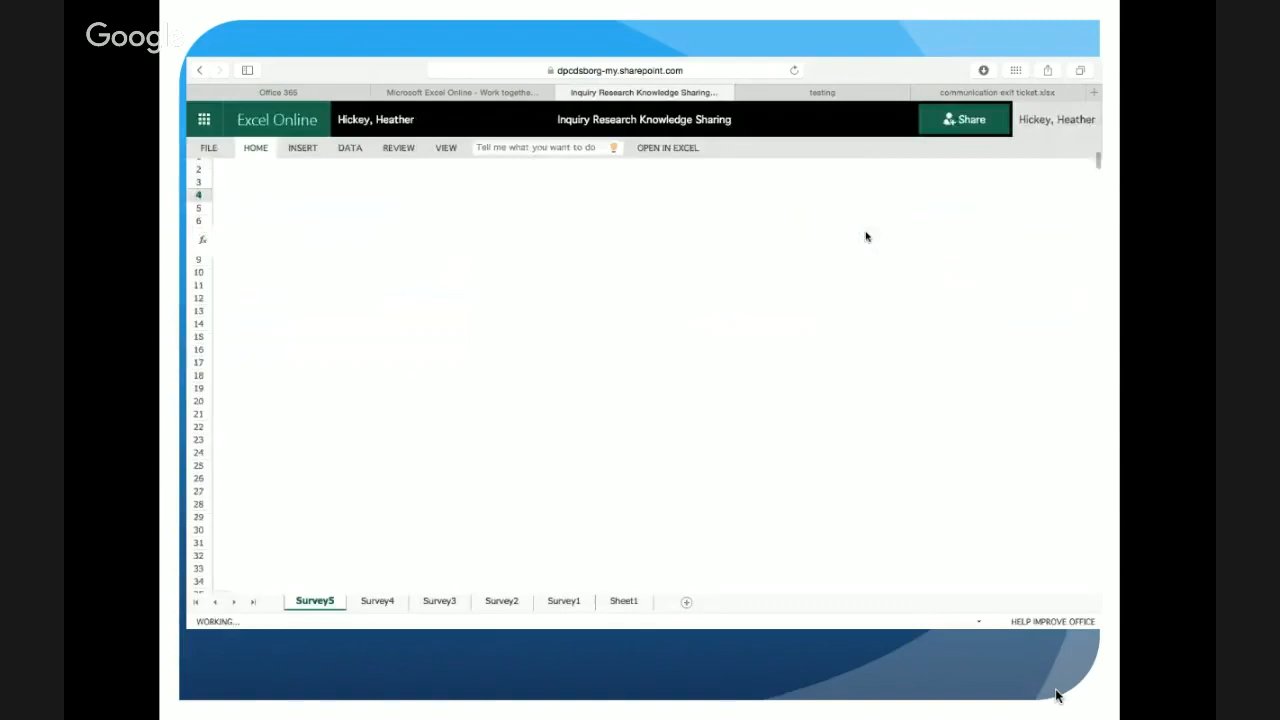 Google
dpcdsborg-my.sharepoint.com
Office 365
Microsoft Excel Online - Work togethe...
Inquiry Research Knowledge Sharing...
testing
communication exit ticket.xlsx
Excel Online
Hickey, Heather
Inquiry Research Knowledge Sharing
Share
Hickey, Heather
FILE HOME INSERT DATA REVIEW VIEW Tell me what you want to do OPEN IN EXCEL
2
3
4
5
6
fx
9
10
11
12
13
14
15
16
17
18
19
20
21
22
23
24
25
26
27
28
29
30
31
32
33
34
Survey5 Survey4 Survey3 Survey2 Survey1 Sheet1
WORKING... HELP IMPROVE OFFICE